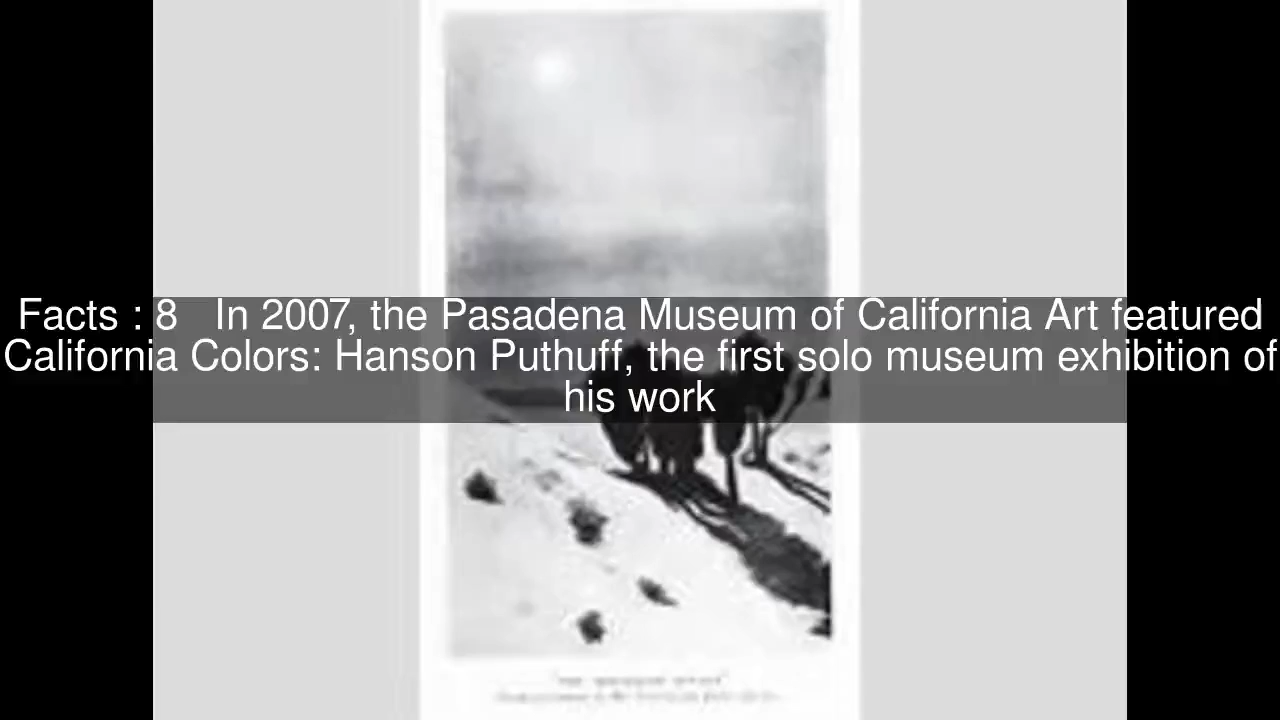 Facts : 8   In 2007, the Pasadena Museum of California Art featured
California Colors: Hanson Puthuff, the first solo museum exhibition of
his work